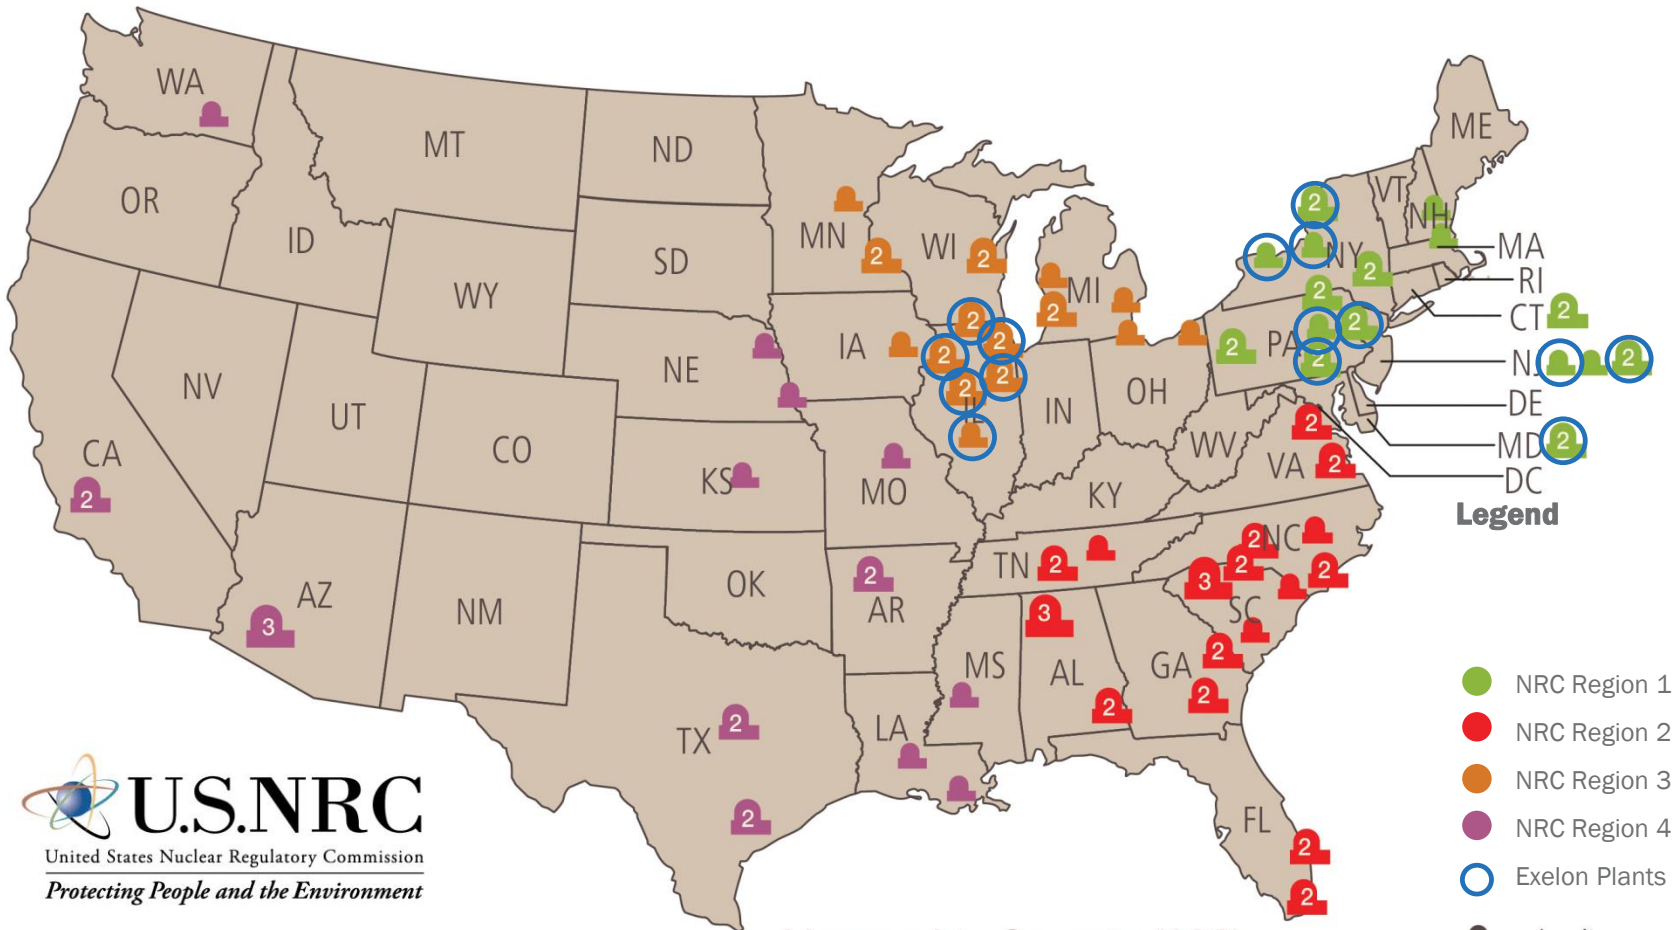 WA
MT
ND
ME
OR
ID
MN
2
WI
2
2
VT
NH
NY
2
MA
RI
SD
WY
MI
2
2
CT
2
2
2
2
IA
2
2
2
2
IL
NE
NV
UT
CO
IN
OH
2
PA
2
2
NJ
2
DE
MD
2
DC
WV
2
VA
2
CA
2
KS
MO
KY
Legend
AZ
3
NM
OK
2
AR
TN
2
2
NC
2
3
2
SC
3
MS
AL
2
GA
2
2
TX
2
2
LA
FL
2
2
NRC Region 1
NRC Region 2
NRC Region 3
NRC Region 4
Exelon Plants
U.S.NRC
United States Nuclear Regulatory Commission
Protecting People and the Environment